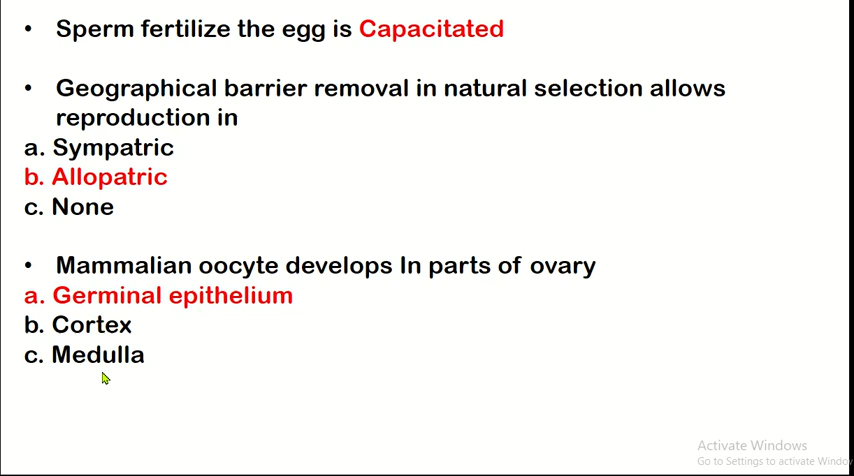 • Sperm fertilize the egg is Capacitated
• Geographical barrier removal in natural selection allows
reproduction in
a. Sympatric
b. Allopatric
c. None
• Mammalian oocyte develops In parts of ovary
a. Germinal epithelium
b. Cortex
c. Medulla
Activate Windows
Go to Settings to activate Window